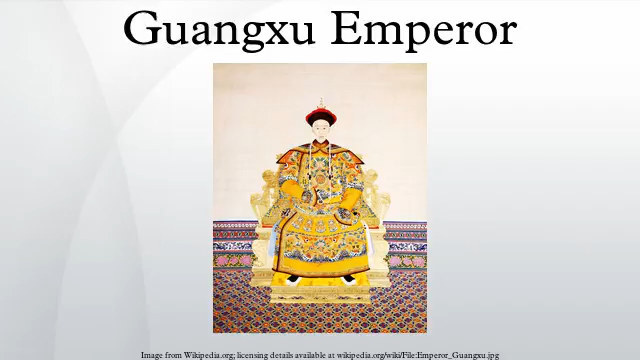 Guangxu Emperor
Image from Wikipedia.org; licensing details available at wikipedia.org/wiki/File:Emperor_Guangxu.jpg